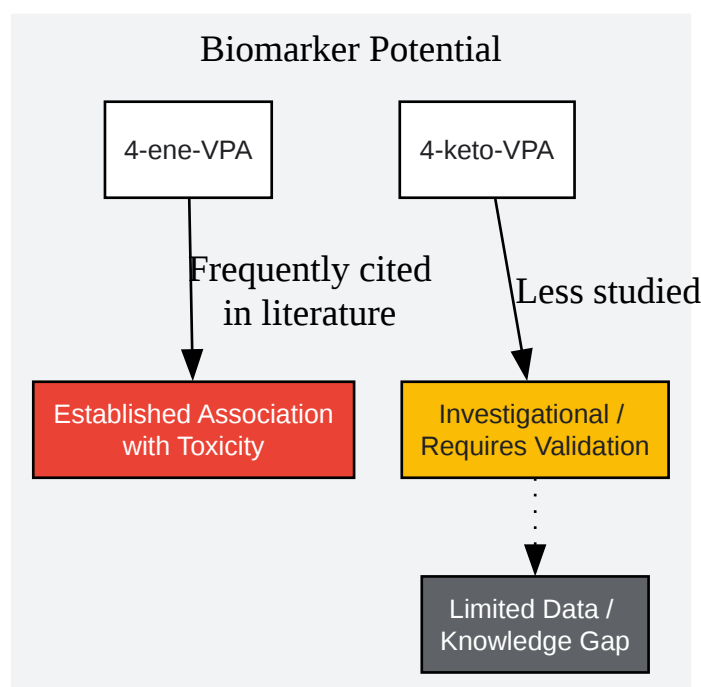 Biomarker Potential
4-ene-VPA
4-keto-VPA
Frequently cited
in literature
Less studied
Established Association
with Toxicity
Investigational /
Requires Validation
Limited Data /
Knowledge Gap